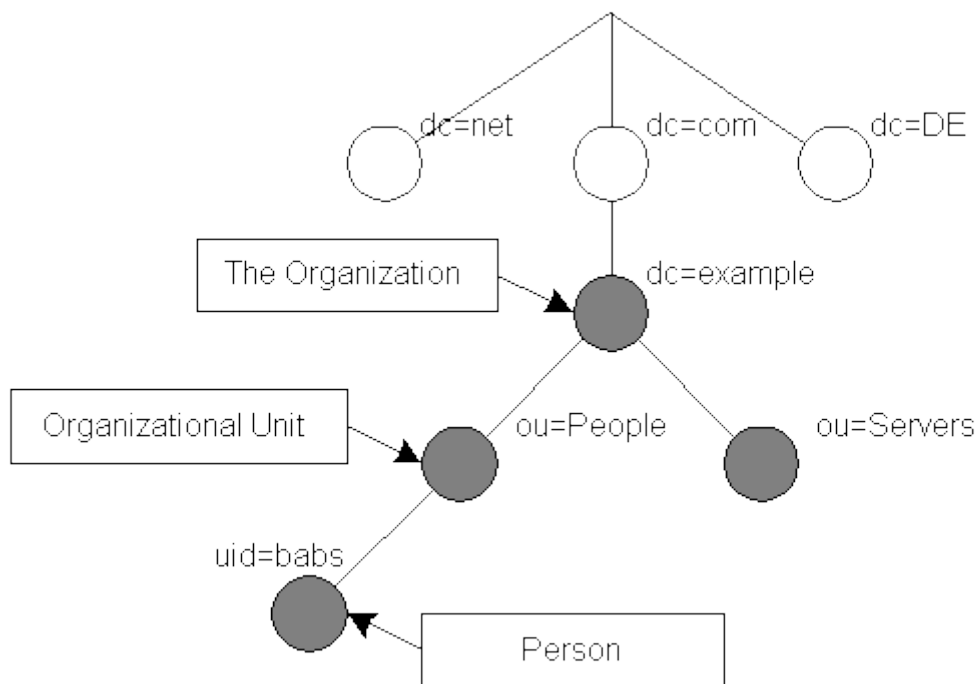 dc=net
dc=com
dc=DE
The Organization
dc=example
Organizational Unit
ou=People
ou=Servers
uid=babs
Person